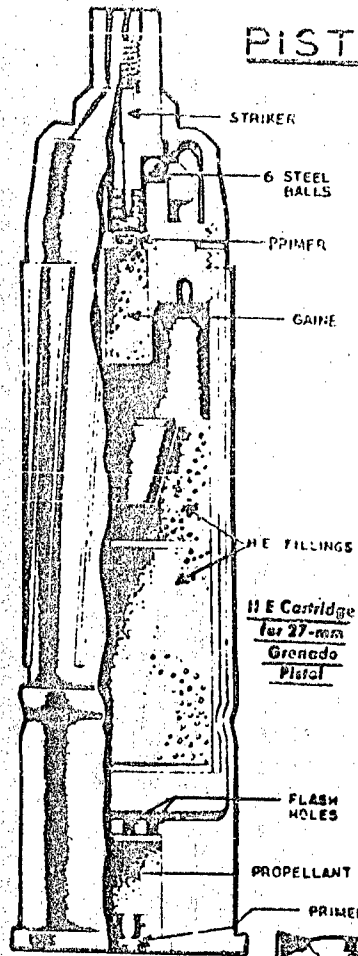 PIST
STRIKER
6 STEEL
BALLS
PRIMER
GAINE
H E FILLINGS
H E Cartridge
for 27-mm
Grenade
Pistol
FLASH
HOLES
PROPELLANT
PRIMER